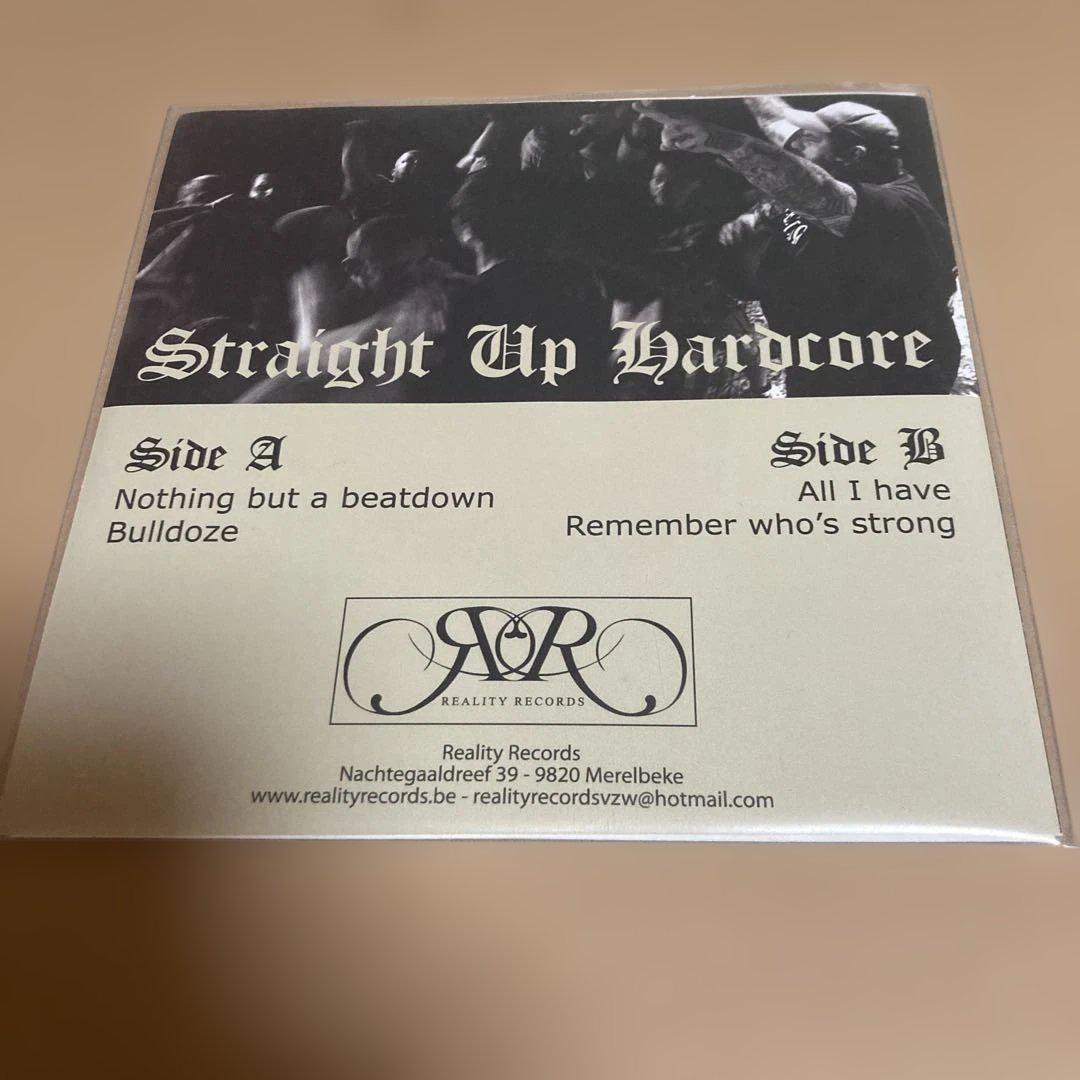 Straight Up Hardcore
Side A
Nothing but a beatdown
Bulldoze
Side B
All I have
Remember who's strong
RR
REALITY RECORDS
Reality Records
Nachtegaaldreef 39 - 9820 Merelbeke
www.realityrecords.be - realityrecordsvzw@hotmail.com